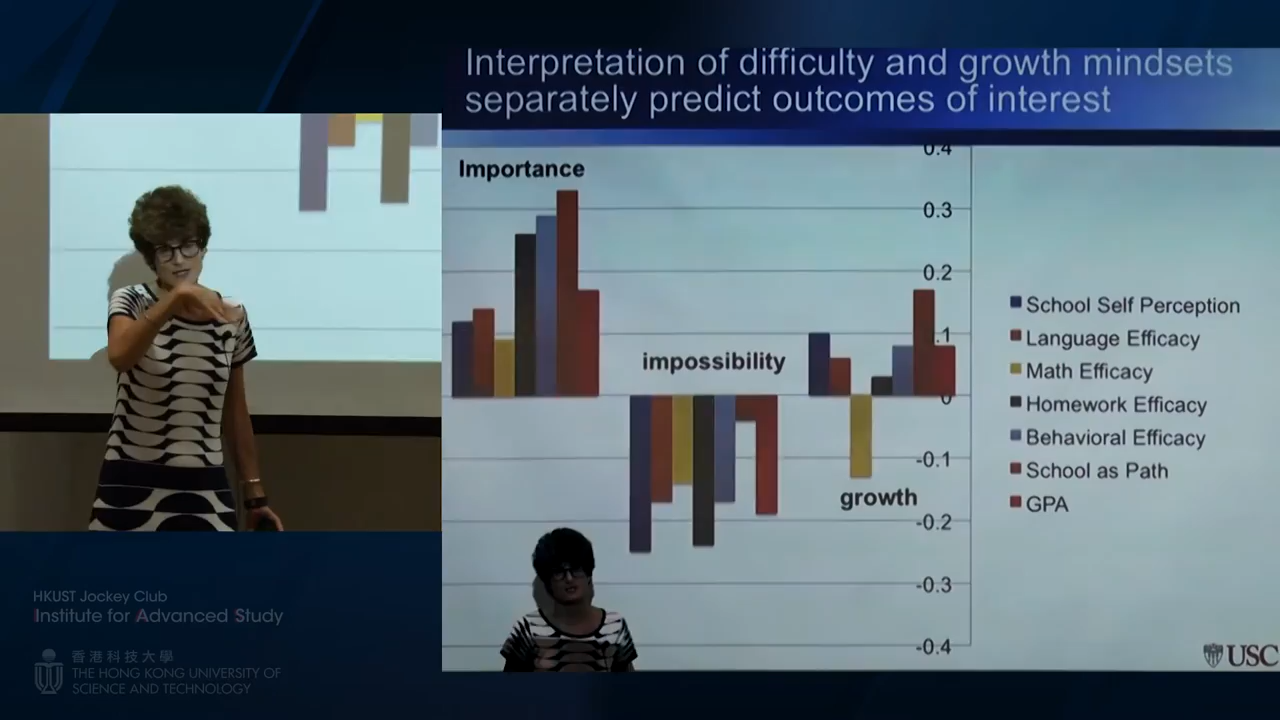 Interpretation of difficulty and growth mindsets
separately predict outcomes of interest
Importance
impossibility
growth
0.4
0.3
0.2
.1
0
-0.1
-0.2
-0.3
-0.4
School Self Perception
Language Efficacy
Math Efficacy
Homework Efficacy
Behavioral Efficacy
School as Path
GPA
USC
HKUST Jockey Club
Institute for Advanced Study
香港科技大學
THE HONG KONG UNIVERSITY OF
SCIENCE AND TECHNOLOGY